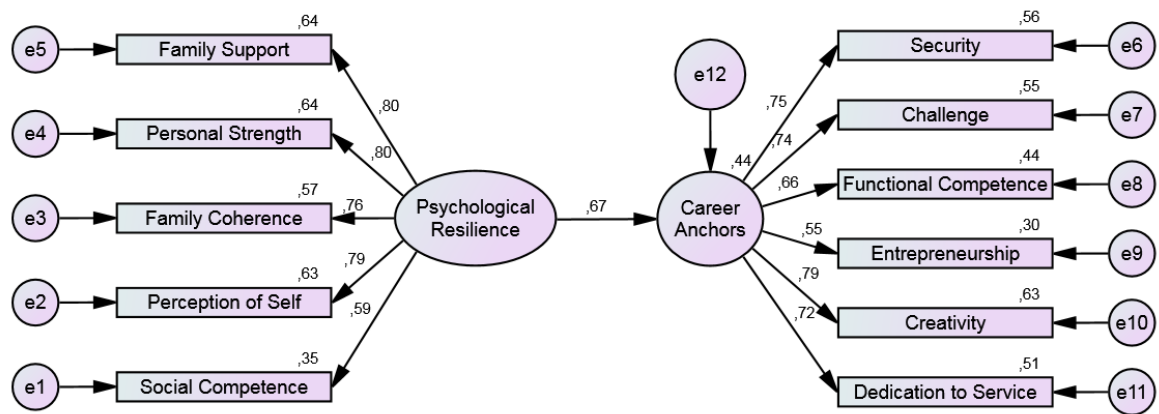 e5
,64
Family Support
e4
,64
Personal Strength
e3
,57
Family Coherence
e2
,63
Perception of Self
e1
,35
Social Competence
,80
,80
,76
,79
,59
Psychological
Resilience
,67
e12
,44
Career
Anchors
,75
,74
,66
,55
,79
,72
,56
Security
e6
,55
Challenge
e7
,44
Functional Competence
e8
,30
Entrepreneurship
e9
,63
Creativity
e10
,51
Dedication to Service
e11